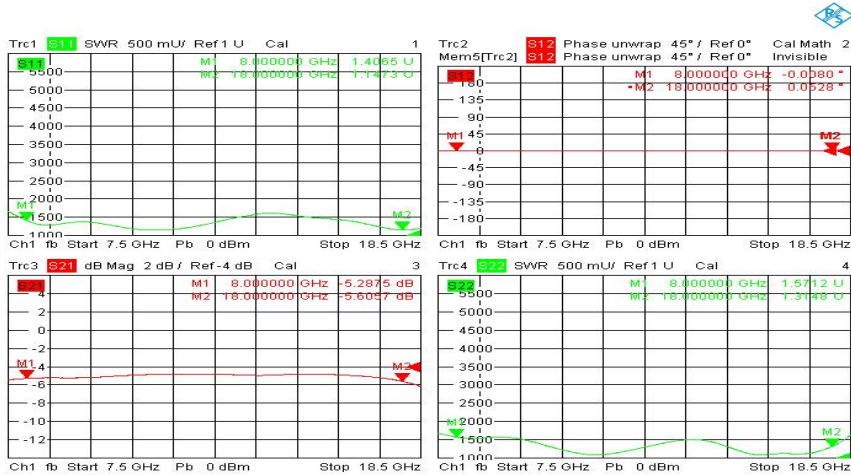 R&S
Trc1 S11 SWR 500 mU/ Ref 1 U Cal 1
S11
M1 8.000000 GHz 1.4065 U
M2 18.000000 GHz 1.1473 U
5500
5000
4500
4000
3500
3000
2500
2000
1500
1000
M1
M2
Ch1 fb Start 7.5 GHz Pb 0 dBm Stop 18.5 GHz
Trc2 S12 Phase unwrap 45°/ Ref 0° Cal Math 2
Mem5[Trc2] S12 Phase unwrap 45°/ Ref 0° Invisible
S12
M1 8.000000 GHz -0.0080 °
•M2 18.000000 GHz 0.0528 °
180
135
90
45
0
-45
-90
-135
-180
M1
M2
Ch1 fb Start 7.5 GHz Pb 0 dBm Stop 18.5 GHz
Trc3 S21 dB Mag 2 dB/ Ref -4 dB Cal 3
S21
M1 8.000000 GHz -5.2875 dB
M2 18.000000 GHz -5.6057 dB
4
2
0
-2
-4
-6
-8
-10
-12
M1
M2
Ch1 fb Start 7.5 GHz Pb 0 dBm Stop 18.5 GHz
Trc4 S22 SWR 500 mU/ Ref 1 U Cal 4
S22
M1 8.000000 GHz 1.5712 U
M2 18.000000 GHz 1.3148 U
5500
5000
4500
4000
3500
3000
2500
2000
1500
1000
M1
M2
Ch1 fb Start 7.5 GHz Pb 0 dBm Stop 18.5 GHz